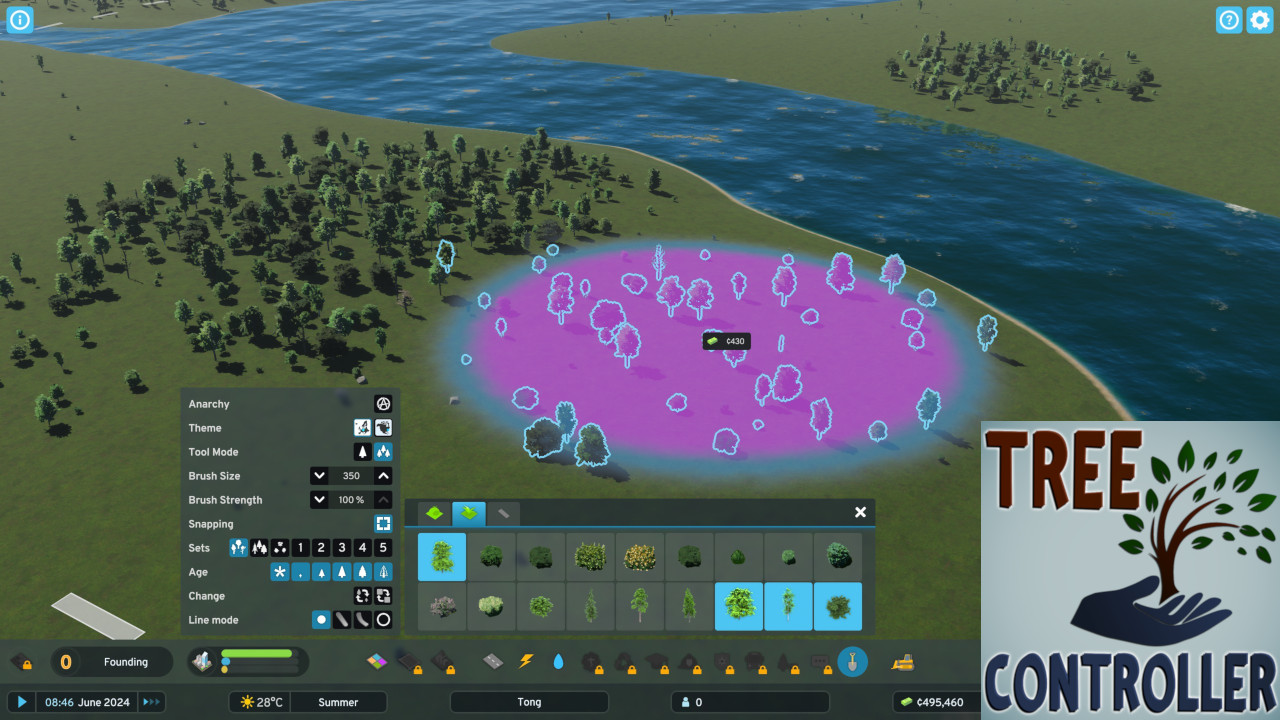 ¢430
Anarchy
Theme
Tool Mode
Brush Size 350
Brush Strength 100 %
Snapping
Sets 1 2 3 4 5
Age
Change
Line mode
0 Founding
08:46 June 2024 28°C Summer Tong 0 ¢495,460
TREE
CONTROLLER